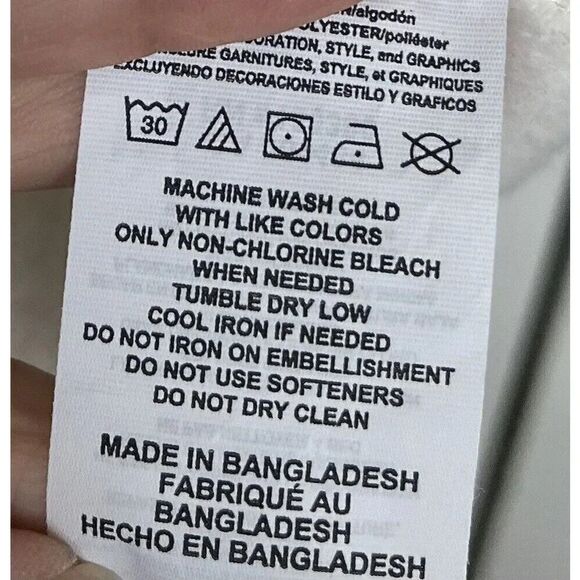 /algodón
POLYESTER/poliéster
STYLE, and GRAPHICS
GARNITURES, STYLE, et GRAPHIQUES
EXCLUYENDO DECORACIONES ESTILO Y GRAFICOS
30
MACHINE WASH COLD
WITH LIKE COLORS
ONLY NON-CHLORINE BLEACH
WHEN NEEDED
TUMBLE DRY LOW
COOL IRON IF NEEDED
DO NOT IRON ON EMBELLISHMENT
DO NOT USE SOFTENERS
DO NOT DRY CLEAN
MADE IN BANGLADESH
FABRIQUÉ AU
BANGLADESH
HECHO EN BANGLADESH